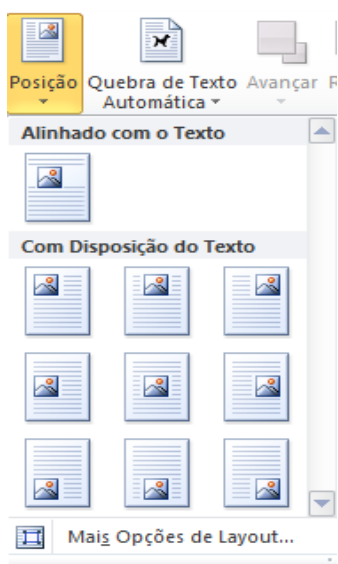 Posição Quebra de Texto Avançar R
Automática
Alinhado com o Texto
Com Disposição do Texto
Mais Opções de Layout...